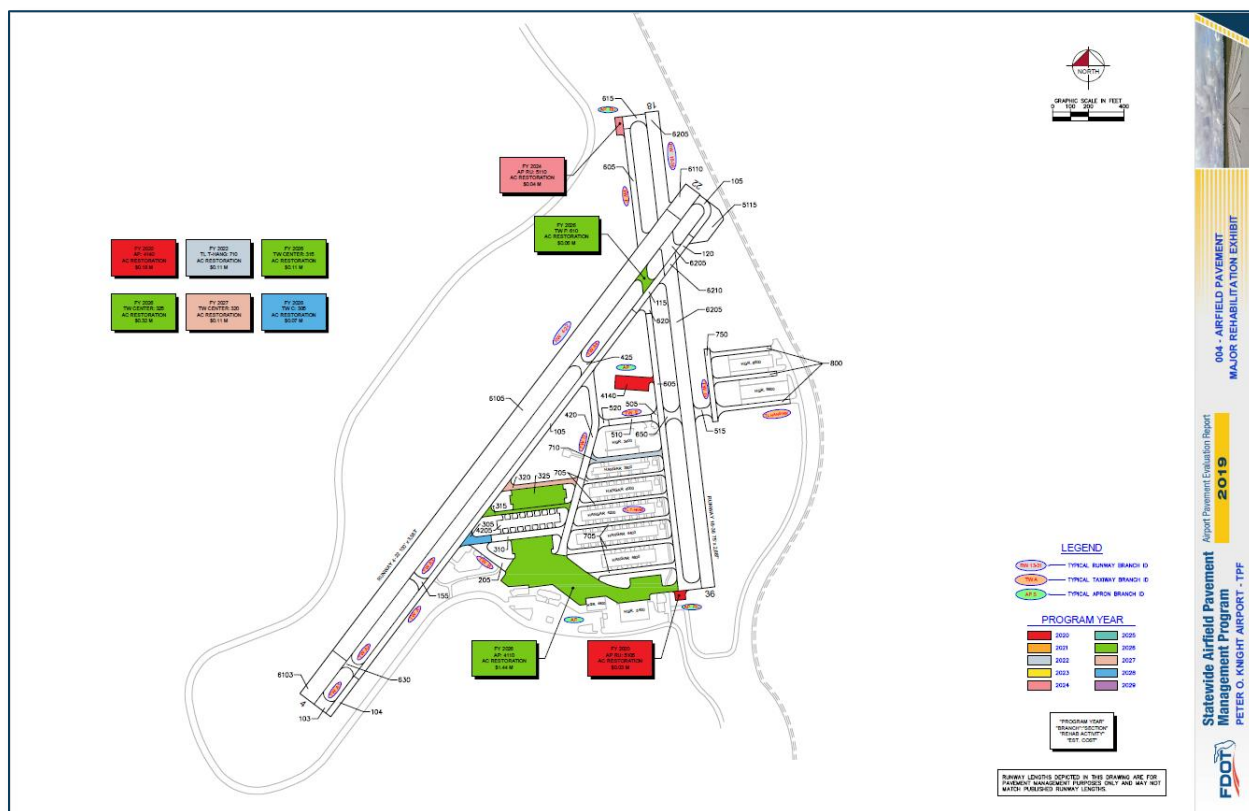 NORTH
GRAPHIC SCALE IN FEET
0 100 200 400
615
18
6205
605
6110
22
105
5115
FY 2024
AP RU: 5110
AC RESTORATION
$0.04 M
FY 2026
TW P: 610
AC RESTORATION
$0.06 M
120
6205
6210
6205
115
620
FY 2020
AP: 4140
AC RESTORATION
FY 2022
TL T-HANG: 710
AC RESTORATION
$0.11 M
FY 2026
TW CENTER: 315
AC RESTORATION
$0.11 M
FY 2026
TW CENTER: 325
AC RESTORATION
FY 2027
TW CENTER: 320
AC RESTORATION
$0.11 M
FY 2028
AC RESTORATION
$0.07 M
750
800
425
4140
605
6105
420
520
505
510
650
515
105
710
705
320
325
315
305
4205
310
705
205
155
36
FY 2026
AP: 4110
AC RESTORATION
$1.44 M
FY 2020
AP RU: 5105
AC RESTORATION
6103
4
630
103
104
LEGEND
RW 13-31 TYPICAL RUNWAY BRANCH ID
TW A TYPICAL TAXIWAY BRANCH ID
AP S TYPICAL APRON BRANCH ID
PROGRAM YEAR
2020 2025
2021 2026
2022 2027
2023 2028
2024 2029
"PROGRAM YEAR"
"BRANCH":"SECTION"
"REHAB ACTIVITY"
"EST. COST"
RUNWAY LENGTHS DEPICTED IN THIS DRAWING ARE FOR
PAVEMENT MANAGEMENT PURPOSES ONLY AND MAY NOT
MATCH PUBLISHED RUNWAY LENGTHS.
004 - AIRFIELD PAVEMENT
MAJOR REHABILITATION EXHIBIT
Airport Pavement Evaluation Report
2019
Statewide Airfield Pavement
Management Program
PETER O. KNIGHT AIRPORT - TPF
FDOT